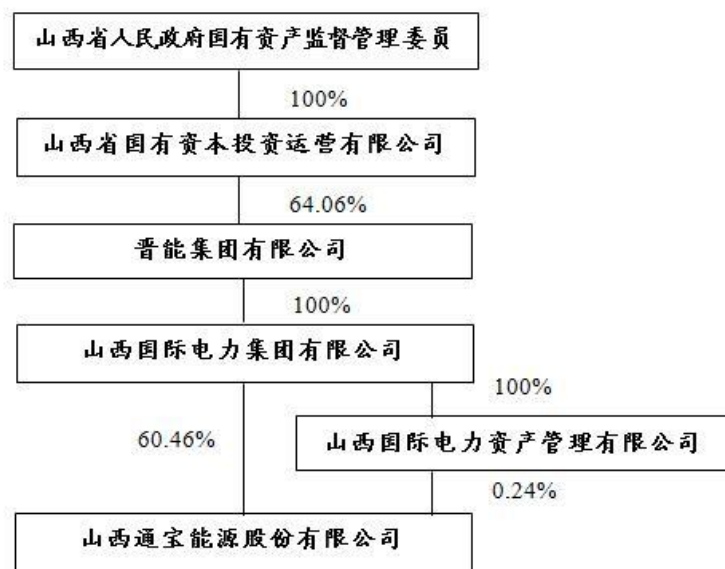 山西省人民政府国有资产监督管理委员
100%
山西省国有资本投资运营有限公司
64.06%
晋能集团有限公司
100%
山西国际电力集团有限公司
100%
60.46%
山西国际电力资产管理有限公司
0.24%
山西通宝能源股份有限公司